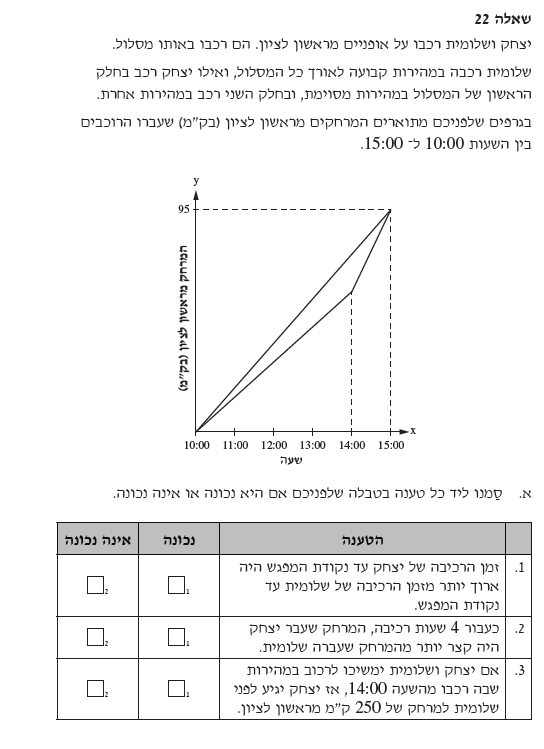 שאלה 22
יצחק ושלומית רכבו על אופניים מראשון לציון. הם רכבו באותו מסלול.
שלומית רכבה במהירות קבועה לאורך כל המסלול, ואילו יצחק רכב בחלק
הראשון של המסלול במהירות מסוימת, ובחלק השני רכב במהירות אחרת.
בגרפים שלפניכם מתוארים המרחקים מראשון לציון (בק"מ) שעברו הרוכבים
בין השעות 10:00 ל־ 15:00.
y
95
המרחק מראשון לציון (בק"מ)
x
10:00 11:00 12:00 13:00 14:00 15:00
שעה
א. סַמנו ליד כל טענה בטבלה שלפניכם אם היא נכונה או אינה נכונה.
הטענה נכונה אינה נכונה
1. זמן הרכיבה של יצחק עד נקודת המפגש היה
ארוך יותר מזמן הרכיבה של שלומית עד
נקודת המפגש.
1 2
2. כעבור 4 שעות רכיבה, המרחק שעבר יצחק
היה קצר יותר מהמרחק שעברה שלומית.
1 2
3. אם יצחק ושלומית ימשיכו לרכוב במהירות
שבה רכבו מהשעה 14:00, אז יצחק יגיע לפני
שלומית למרחק של 250 ק"מ מראשון לציון.
1 2